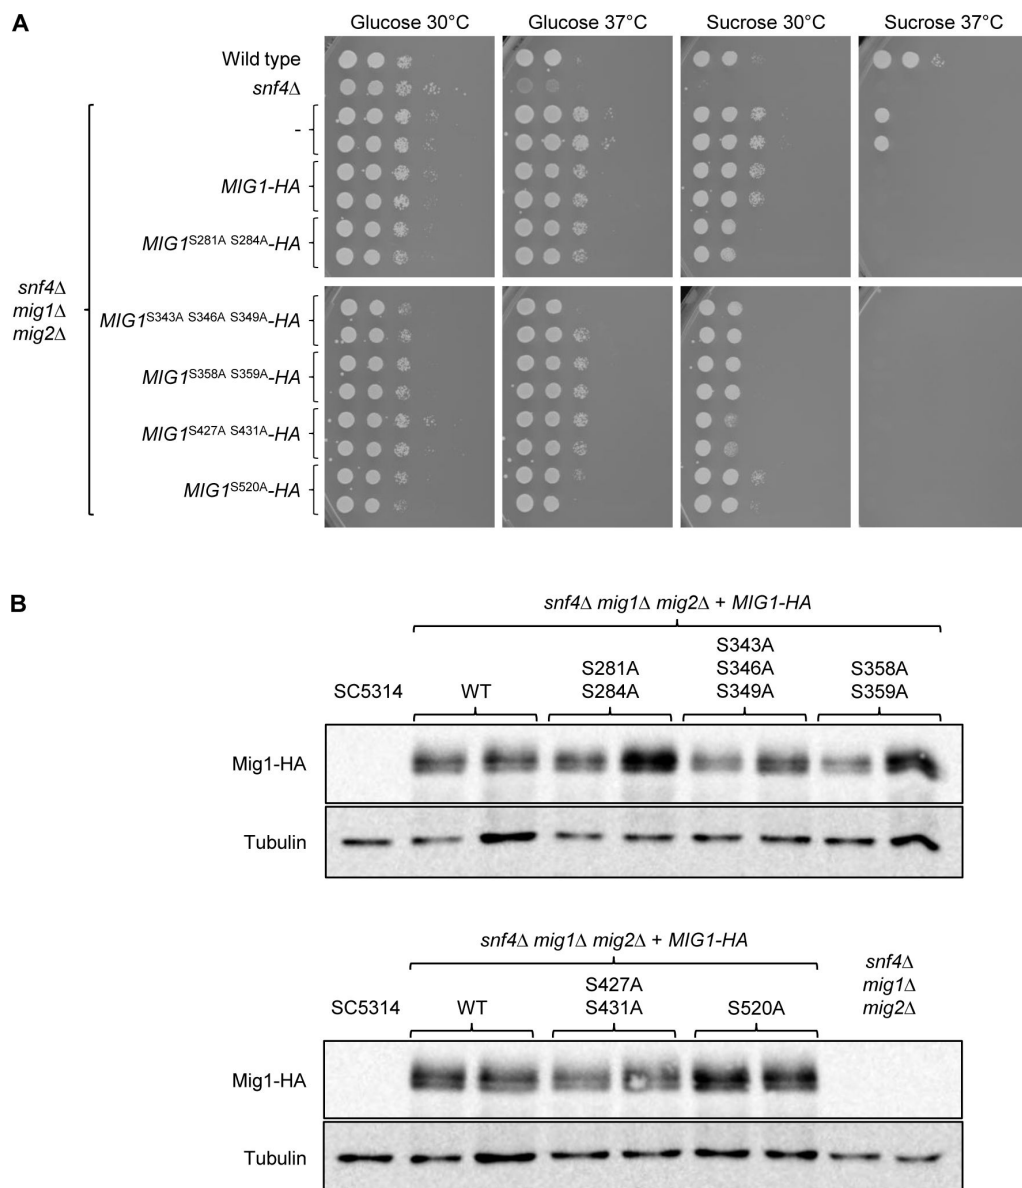 A
Glucose 30°C Glucose 37°C Sucrose 30°C Sucrose 37°C
Wild type
snf4Δ
-
MIG1-HA
MIG1S281A S284A-HA
snf4Δ
mig1Δ
mig2Δ
MIG1S343A S346A S349A-HA
MIG1S358A S359A-HA
MIG1S427A S431A-HA
MIG1S520A-HA
B
snf4Δ mig1Δ mig2Δ + MIG1-HA
S343A
S281A S346A S358A
SC5314 WT S284A S349A S359A
Mig1-HA
Tubulin
snf4Δ mig1Δ mig2Δ + MIG1-HA
snf4Δ
S427A mig1Δ
SC5314 WT S431A S520A mig2Δ
Mig1-HA
Tubulin